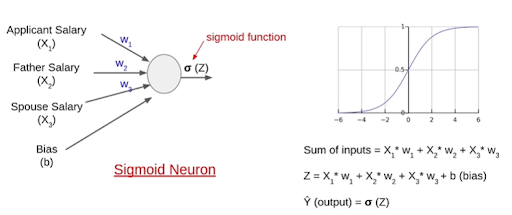 Applicant Salary
(X1)
Father Salary
(X2)
Spouse Salary
(X3)
Bias
(b)
w1
w2
w3
sigmoid function
σ (Z)
Sigmoid Neuron
1
0.5
0
-6 -4 -2 0 2 4 6
Sum of inputs = X1* w1 + X2* w2 + X3* w3
Z = X1* w1 + X2* w2 + X3* w3 + b (bias)
Ŷ (output) = σ (Z)